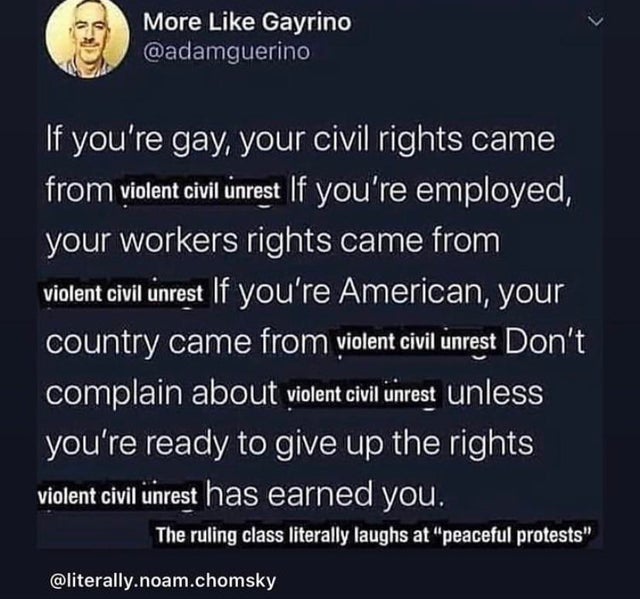 More Like Gayrino
@adamguerino
If you're gay, your civil rights came
from violent civil unrest If you're employed,
your workers rights came from
violent civil unrest If you're American, your
country came from violent civil unrest Don't
complain about violent civil unrest unless
you're ready to give up the rights
violent civil unrest has earned you.
The ruling class literally laughs at "peaceful protests"
@literally.noam.chomsky